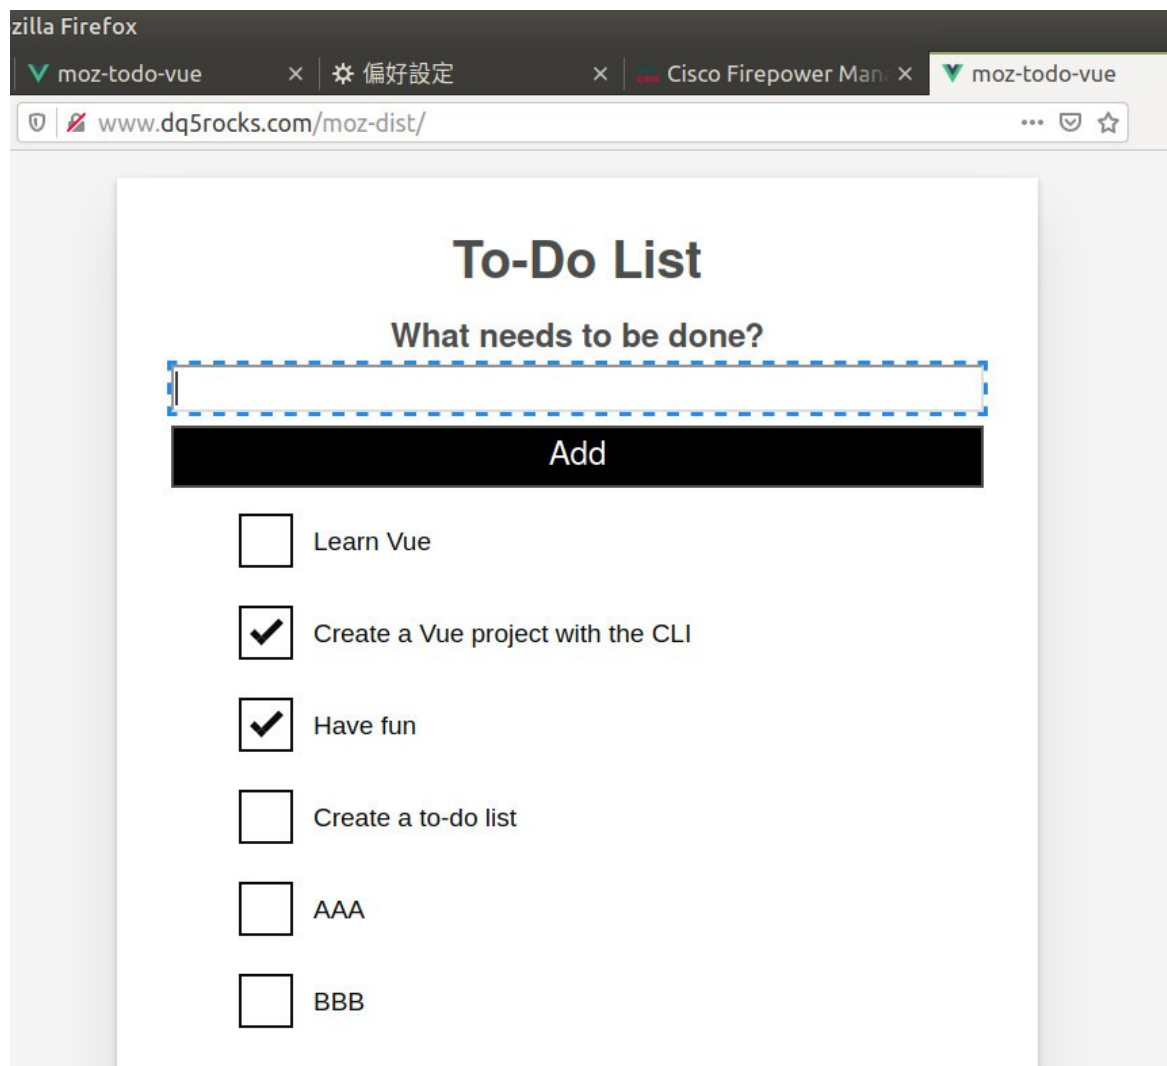 zilla Firefox
moz-todo-vue
偏好設定
Cisco Firepower Man
moz-todo-vue
www.dq5rocks.com/moz-dist/
To-Do List
What needs to be done?
Add
Learn Vue
Create a Vue project with the CLI
Have fun
Create a to-do list
AAA
BBB